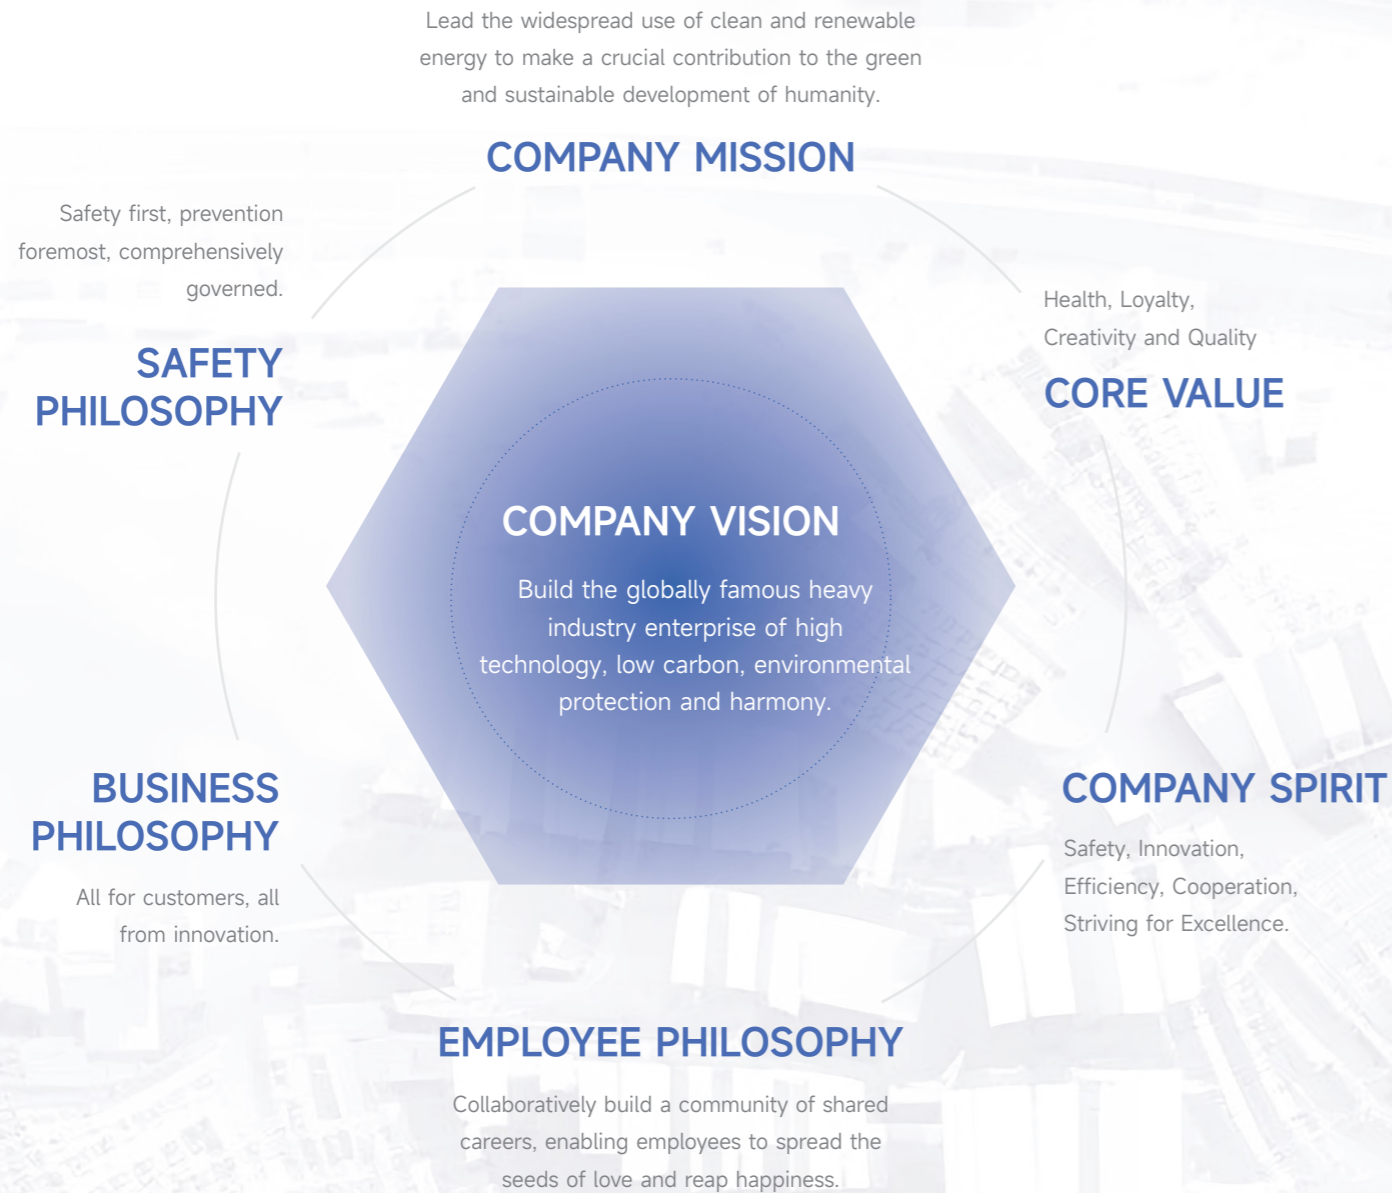 Lead the widespread use of clean and renewable
energy to make a crucial contribution to the green
and sustainable development of humanity.
COMPANY MISSION
Safety first, prevention
foremost, comprehensively
governed.
SAFETY
PHILOSOPHY
Health, Loyalty,
Creativity and Quality
CORE VALUE
COMPANY VISION
Build the globally famous heavy
industry enterprise of high
technology, low carbon, environmental
protection and harmony.
BUSINESS
PHILOSOPHY
All for customers, all
from innovation.
COMPANY SPIRIT
Safety, Innovation,
Efficiency, Cooperation,
Striving for Excellence.
EMPLOYEE PHILOSOPHY
Collaboratively build a community of shared
careers, enabling employees to spread the
seeds of love and reap happiness.